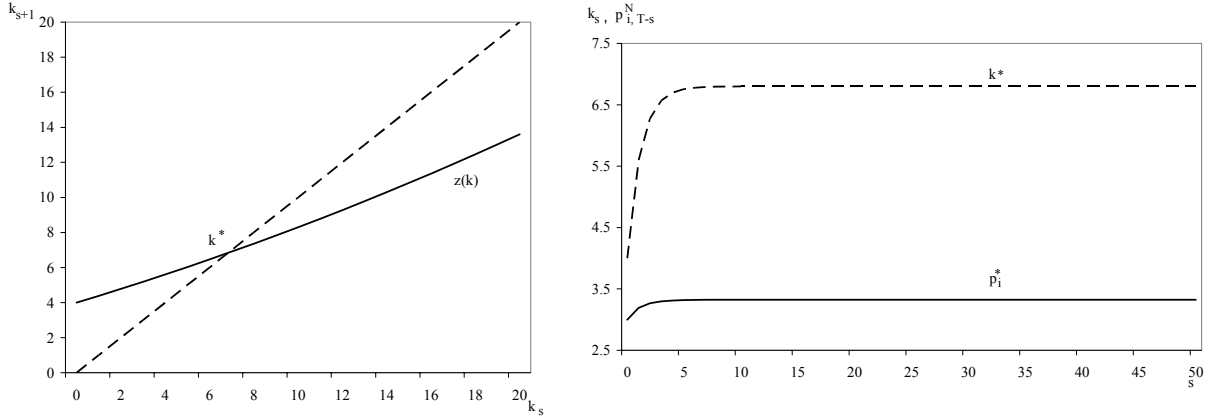 k_{s+1}
20
18
16
14
12
10
8
6
4
2
0
z(k)
k*
0 2 4 6 8 10 12 14 16 18 20
k_s
k_s , p^N_{i, T-s}
7.5
6.5
5.5
4.5
3.5
2.5
k*
p_i^*
0 5 10 15 20 25 30 35 40 45 50
s